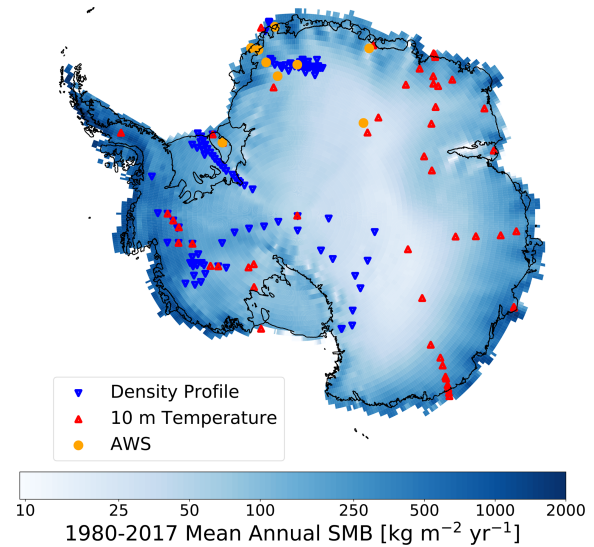 Density Profile
10 m Temperature
AWS
10 25 50 100 250 500 1000 2000
1980-2017 Mean Annual SMB [kg m⁻² yr⁻¹]